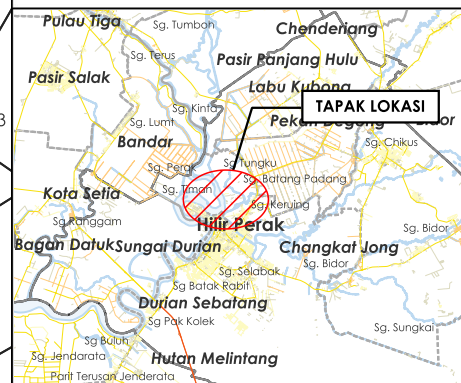 Pulau Tiga
Sg. Tumboh
Chenderiang
Sg. Terus
Pasir Panjang Hulu
Pasir Salak
Labu Kubong
TAPAK LOKASI
Sg. Kinta
Sg. Lumt
Pekan Degong
Bidor
3
Bandar
Sg. Chikus
Sg. Perak
Sg. Tungku
Sg. Batang Padang
Kota Setia
Sg. Timan
Sg. Keruing
Sg. Ranggam
Hilir Perak
Sg. Bidor
Bagan Datuk
Sungai Durian
Changkat Jong
Sg. Bidor
Sg. Selabak
Sg Batak Rabit
Durian Sebatang
Sg Pak Kolek
Sg. Sungkai
Sg Buluh
Sg. Jendarata
Hutan Melintang
Parit Terusan Jenderata